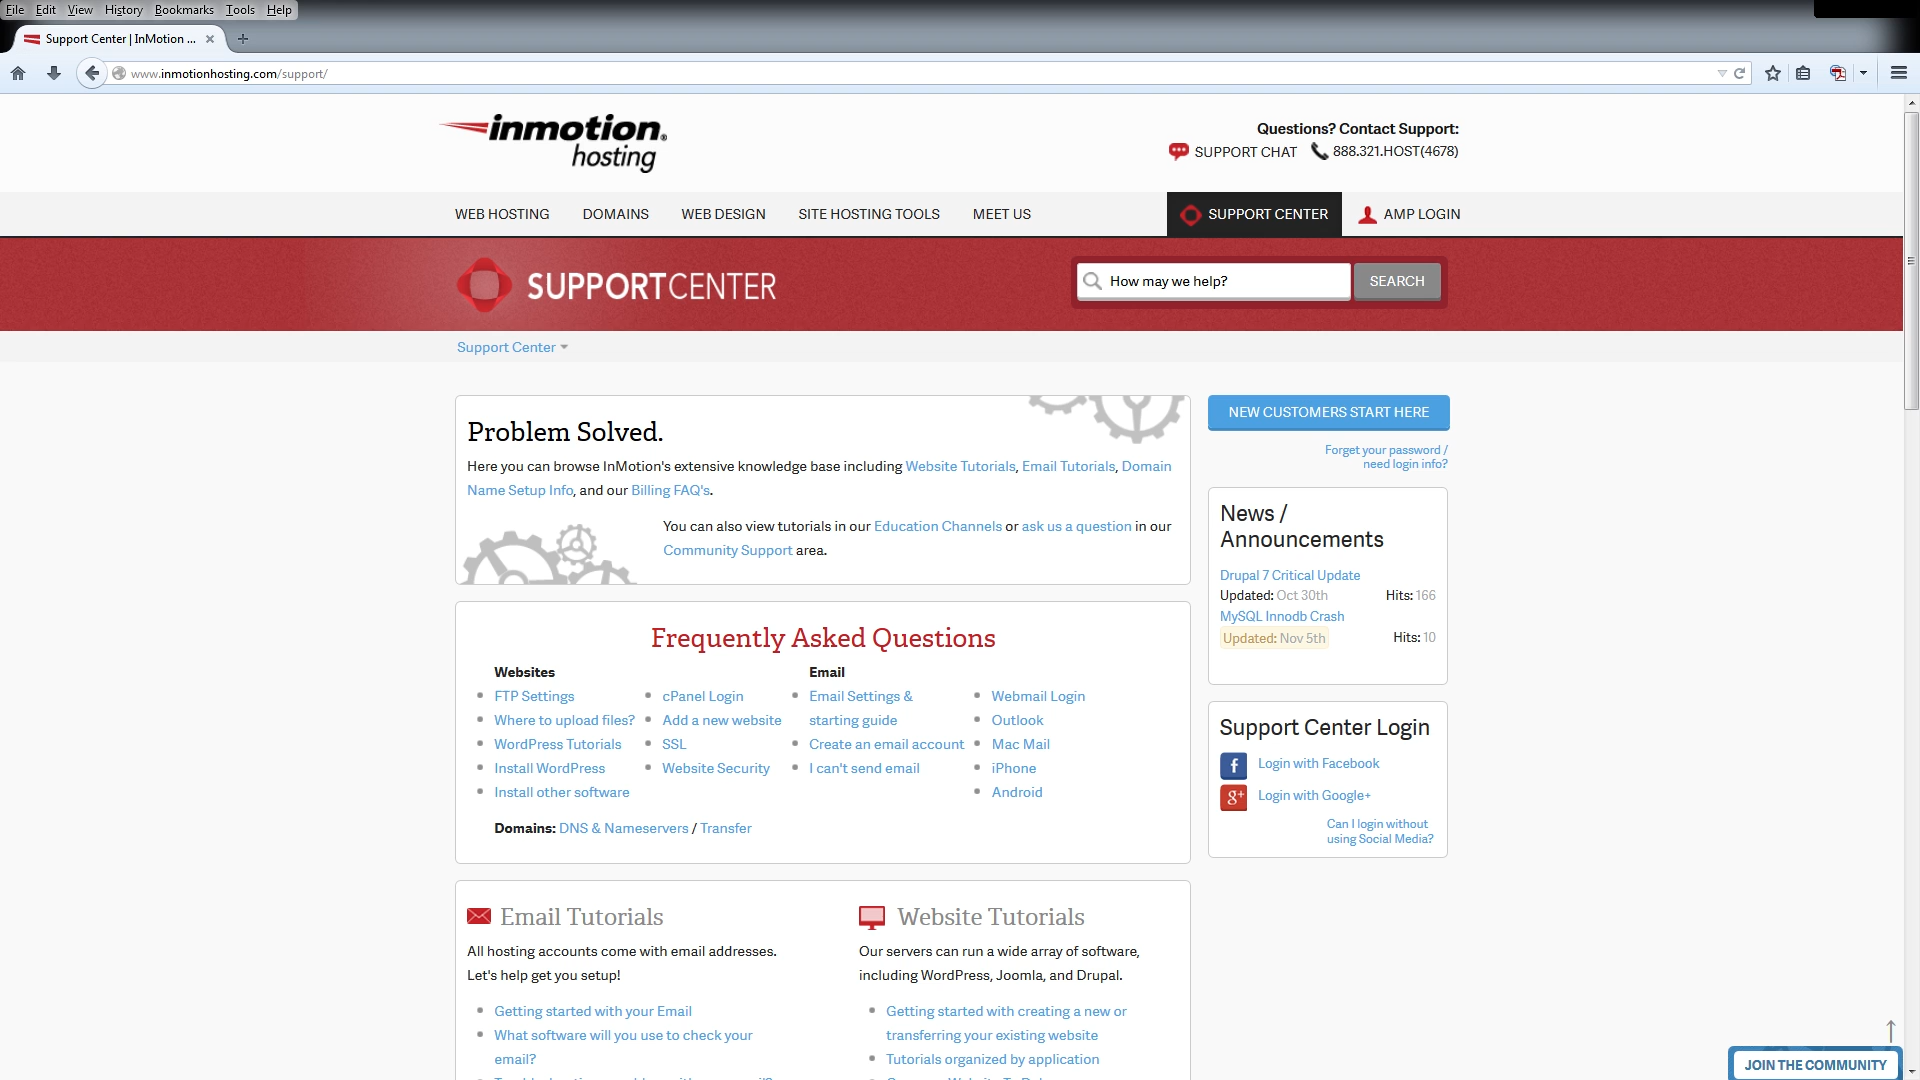 File Edit View History Bookmarks Tools Help
Support Center | InMotion ...
www.inmotionhosting.com/support/
inmotion®
hosting
Questions? Contact Support:
SUPPORT CHAT 888.321.HOST(4678)
WEB HOSTING DOMAINS WEB DESIGN SITE HOSTING TOOLS MEET US SUPPORT CENTER AMP LOGIN
SUPPORTCENTER
How may we help? SEARCH
Support Center
Problem Solved.
Here you can browse InMotion's extensive knowledge base including Website Tutorials, Email Tutorials, Domain
Name Setup Info, and our Billing FAQ's.
You can also view tutorials in our Education Channels or ask us a question in our
Community Support area.
NEW CUSTOMERS START HERE
Forget your password /
need login info?
News /
Announcements
Drupal 7 Critical Update
Updated: Oct 30th Hits: 166
MySQL Innodb Crash
Updated: Nov 5th Hits: 10
Frequently Asked Questions
Websites
FTP Settings
Where to upload files?
WordPress Tutorials
Install WordPress
Install other software
cPanel Login
Add a new website
SSL
Website Security
Email
Email Settings &
starting guide
Create an email account
I can't send email
Webmail Login
Outlook
Mac Mail
iPhone
Android
Domains: DNS & Nameservers / Transfer
Support Center Login
f Login with Facebook
g+ Login with Google+
Can I login without
using Social Media?
Email Tutorials
All hosting accounts come with email addresses.
Let's help get you setup!
Getting started with your Email
What software will you use to check your
email?
Website Tutorials
Our servers can run a wide array of software,
including WordPress, Joomla, and Drupal.
Getting started with creating a new or
transferring your existing website
Tutorials organized by application
JOIN THE COMMUNITY